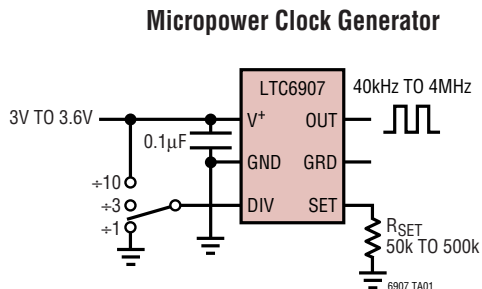 Micropower Clock Generator
LTC6907
40kHz TO 4MHz
3V TO 3.6V
V+
OUT
0.1μF
GND
GRD
÷10
÷3
÷1
DIV
SET
RSET
50k TO 500k
6907 TA01